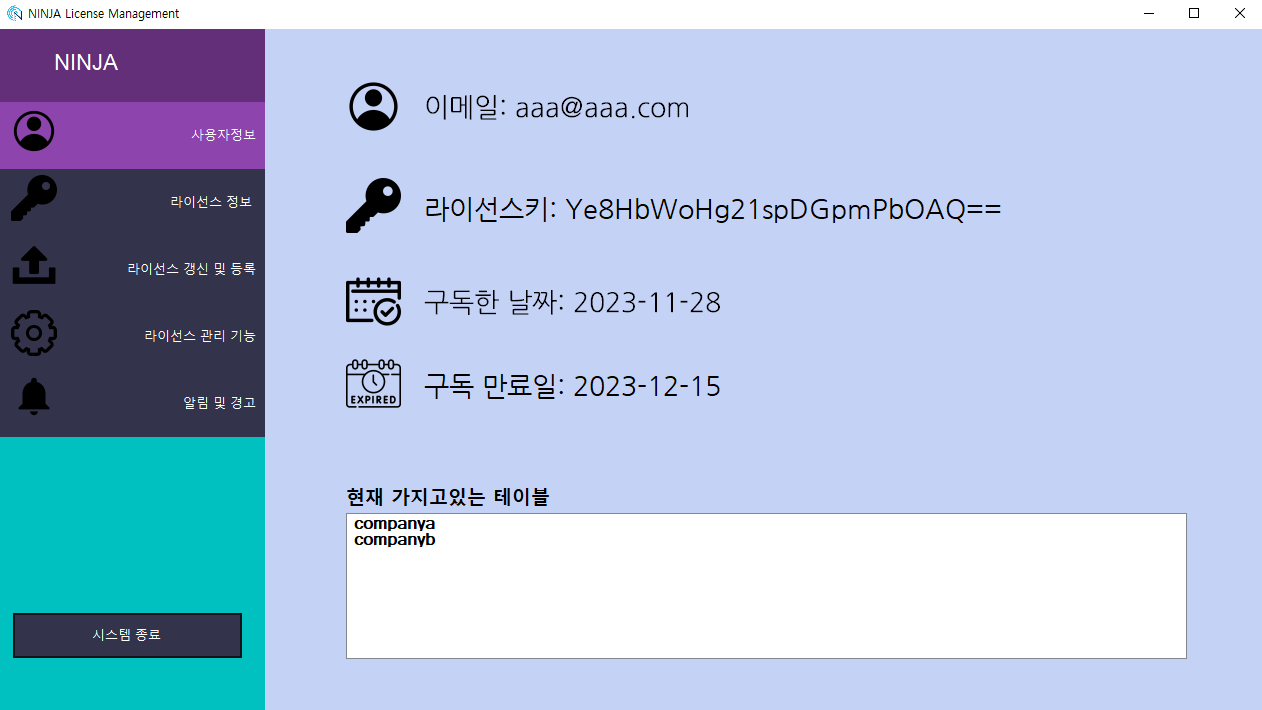 NINJA License Management
NINJA
사용자정보
라이선스 정보
라이선스 갱신 및 등록
라이선스 관리 기능
알림 및 경고
시스템 종료
이메일: aaa@aaa.com
라이선스키: Ye8HbWoHg21spDGpmPbOAQ==
구독한 날짜: 2023-11-28
EXPIRED
구독 만료일: 2023-12-15
현재 가지고있는 테이블
companya
companyb